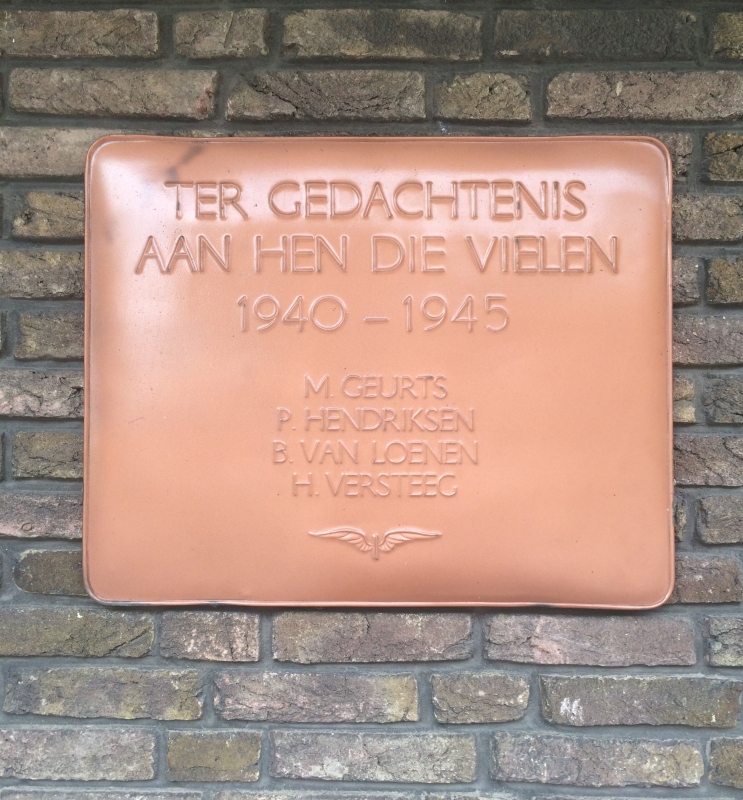 TER GEDACHTENIS
AAN HEN DIE VIELEN
1940 – 1945
M. GEURTS
P. HENDRIKSEN
B. VAN LOENEN
H. VERSTEEG